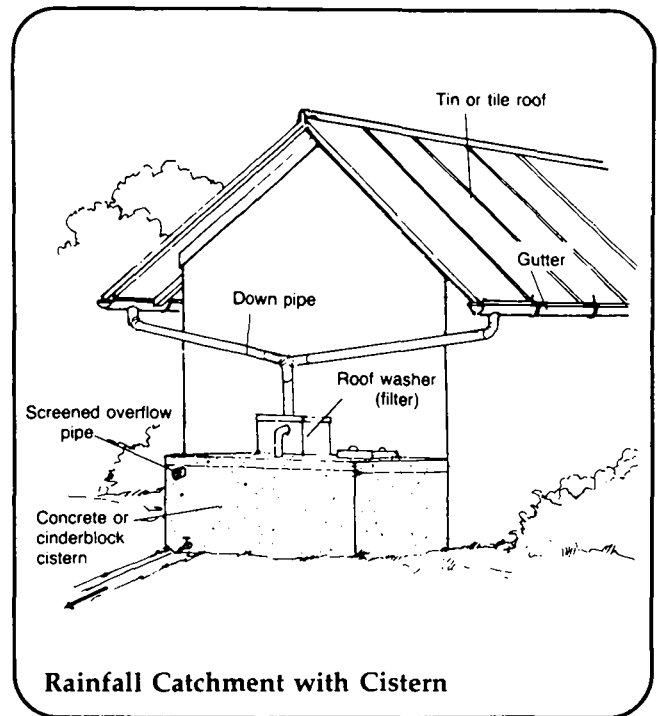 Tin or tile roof
Gutter
Down pipe
Roof washer
(filter)
Screened overflow
pipe
Concrete or
cinderblock
cistern
Rainfall Catchment with Cistern